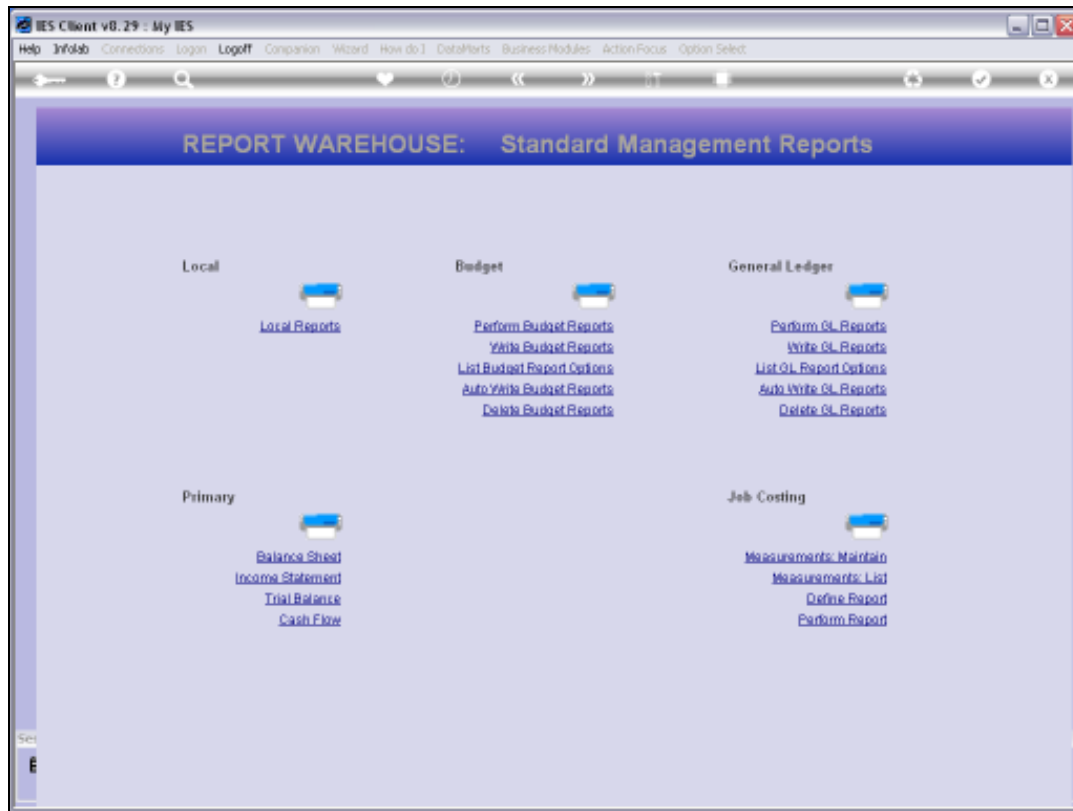 IES Client v8.29 : My IES
Help Infolab Connections Logon Logoff Companion Wizard How do I DataMarts Business Modules Action Focus Option Select
REPORT WAREHOUSE: Standard Management Reports
Local
Local Reports
Budget
Perform Budget Reports
Write Budget Reports
List Budget Report Options
Auto Write Budget Reports
Delete Budget Reports
General Ledger
Perform GL Reports
Write GL Reports
List GL Report Options
Auto Write GL Reports
Delete GL Reports
Primary
Balance Sheet
Income Statement
Trial Balance
Cash Flow
Job Costing
Measurements: Maintain
Measurements: List
Define Report
Perform Report
Ser